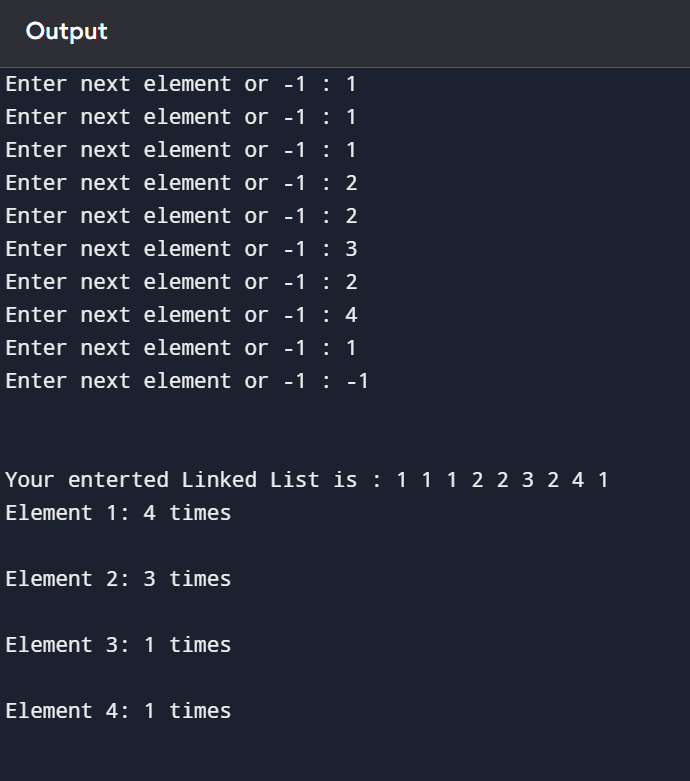 Output
Enter next element or -1 : 1
Enter next element or -1 : 1
Enter next element or -1 : 1
Enter next element or -1 : 2
Enter next element or -1 : 2
Enter next element or -1 : 3
Enter next element or -1 : 2
Enter next element or -1 : 4
Enter next element or -1 : 1
Enter next element or -1 : -1
Your enterted Linked List is : 1 1 1 2 2 3 2 4 1
Element 1: 4 times
Element 2: 3 times
Element 3: 1 times
Element 4: 1 times